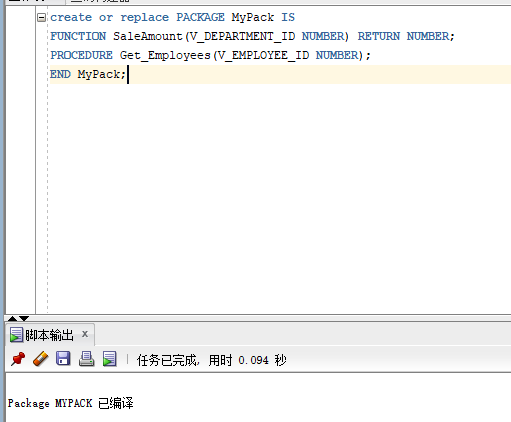 create or replace PACKAGE MyPack IS
FUNCTION SaleAmount(V_DEPARTMENT_ID NUMBER) RETURN NUMBER;
PROCEDURE Get_Employees(V_EMPLOYEE_ID NUMBER);
END MyPack;
脚本输出 x
任务已完成, 用时 0.094 秒
Package MYPACK 已编译